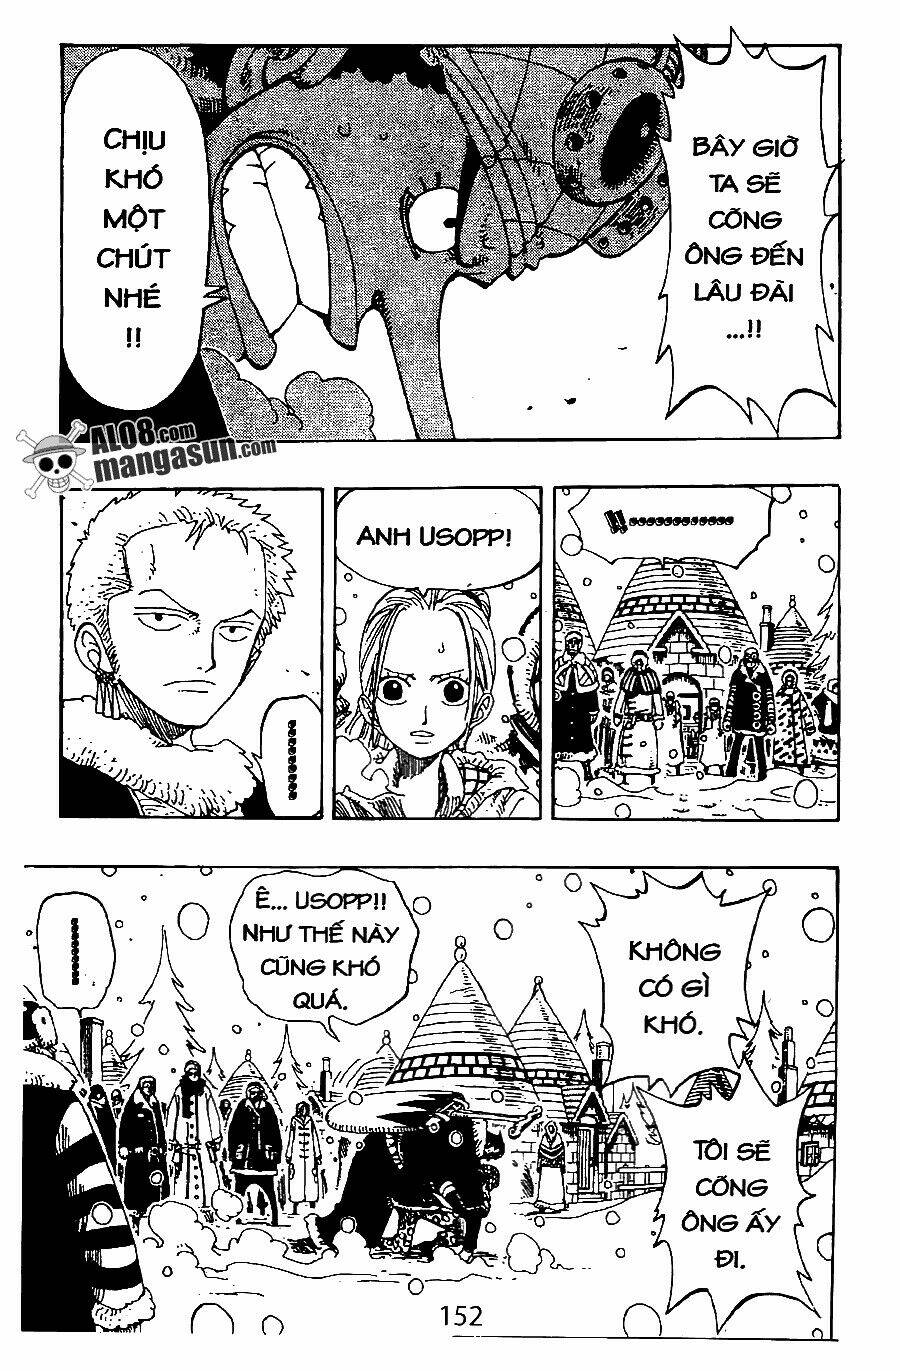 BÂY GIỜ
TA SẼ
CÕNG
ÔNG ĐẾN
LÂU ĐÀI
...!!
CHỊU
KHÓ
MỘT
CHÚT
NHÉ
!!
AL08.com
mangasun.com
!!............
ANH USOPP!
.........
KHÔNG
CÓ GÌ
KHÓ.
TÔI SẼ
CÕNG
ÔNG ẤY
ĐI.
Ê... USOPP!!
NHƯ THẾ NÀY
CŨNG KHÓ
QUÁ.
.........
152